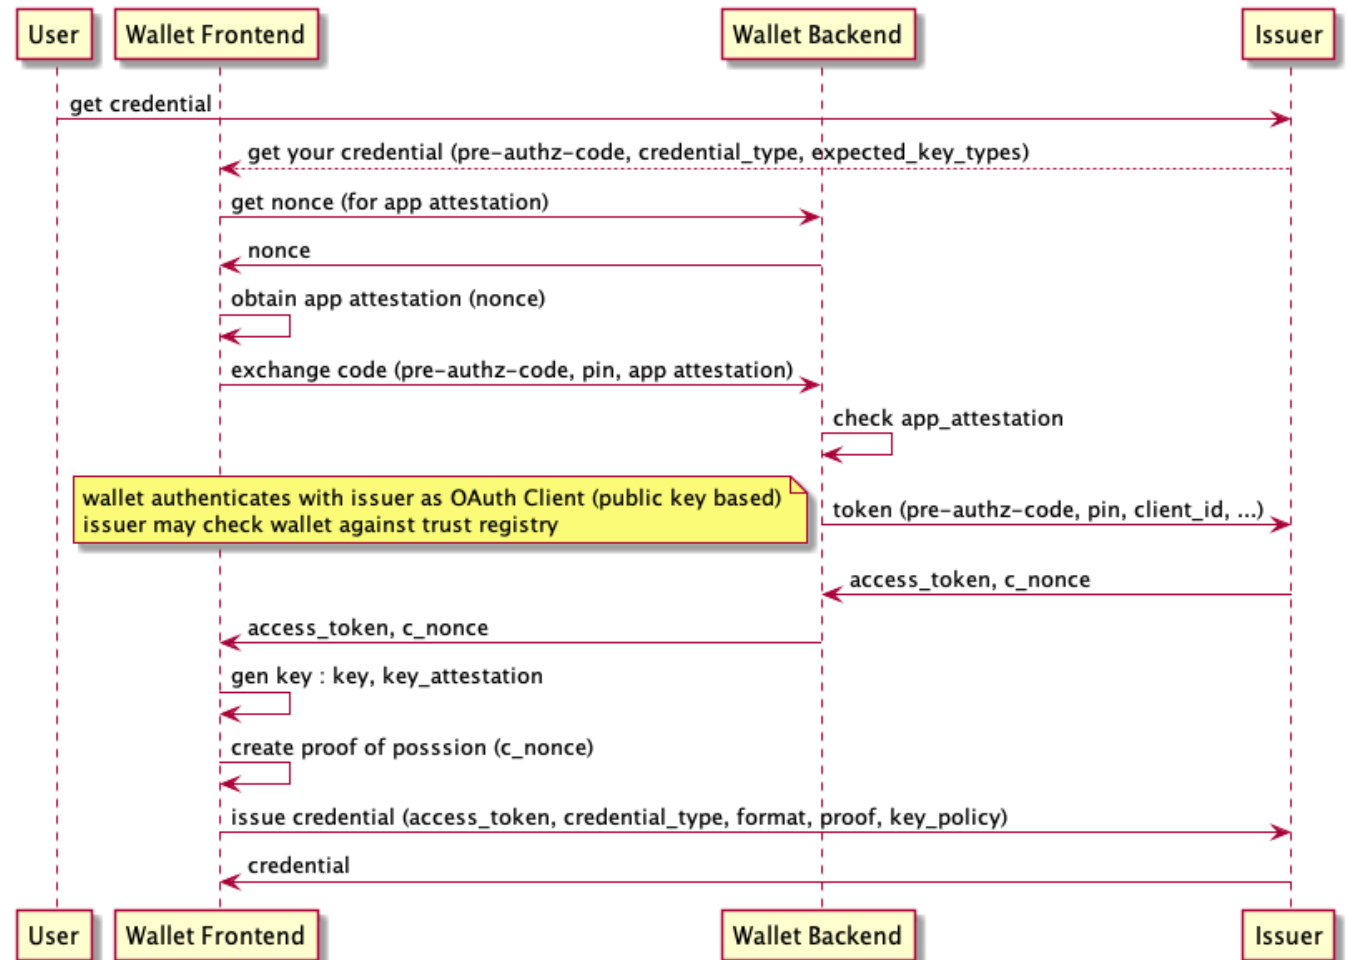 User Wallet Frontend Wallet Backend Issuer
get credential
get your credential (pre-authz-code, credential_type, expected_key_types)
get nonce (for app attestation)
nonce
obtain app attestation (nonce)
exchange code (pre-authz-code, pin, app attestation)
check app_attestation
wallet authenticates with issuer as OAuth Client (public key based)
issuer may check wallet against trust registry
token (pre-authz-code, pin, client_id, ...)
access_token, c_nonce
access_token, c_nonce
gen key : key, key_attestation
create proof of posssion (c_nonce)
issue credential (access_token, credential_type, format, proof, key_policy)
credential
User Wallet Frontend Wallet Backend Issuer